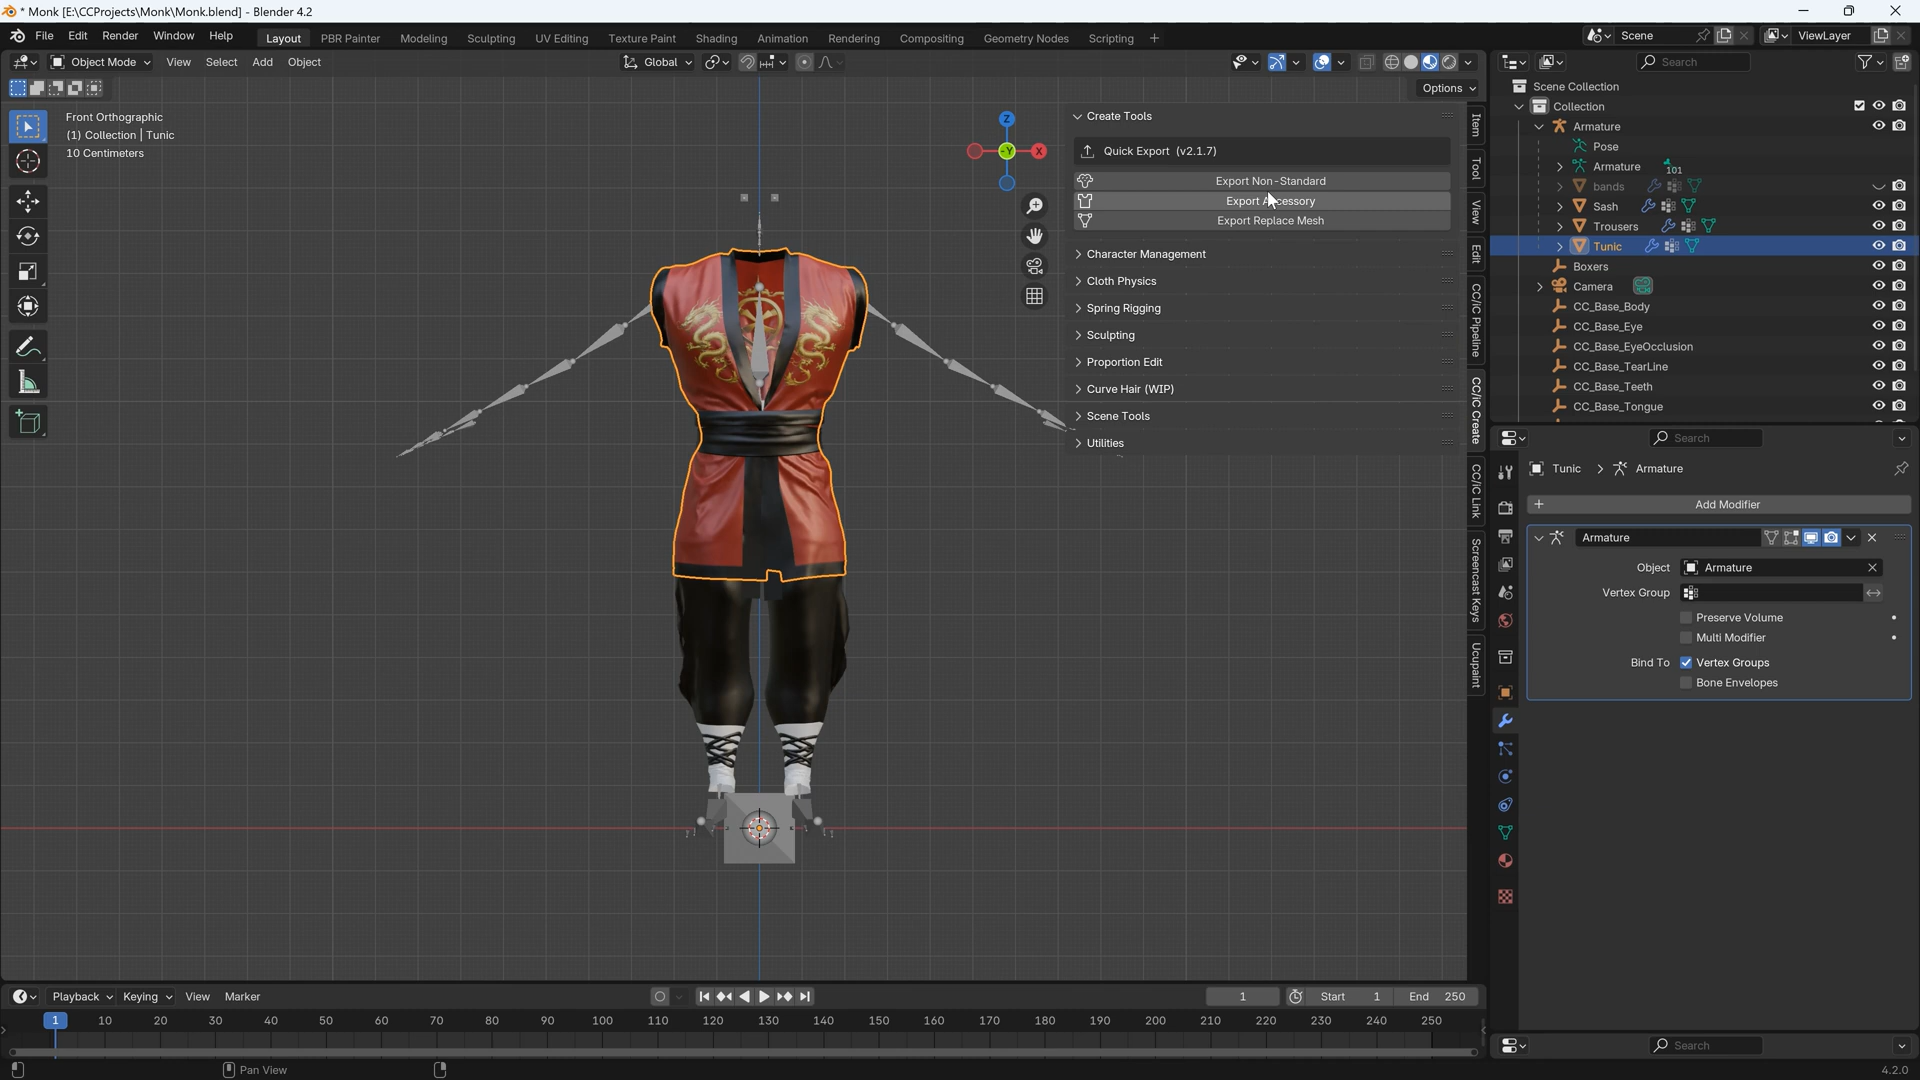 * Monk [E:\CCProjects\Monk\Monk.blend] - Blender 4.2
File Edit Render Window Help Layout PBR Painter Modeling Sculpting UV Editing Texture Paint Shading Animation Rendering Compositing Geometry Nodes Scripting + Scene ViewLayer
Object Mode View Select Add Object Global Search
Options
Front Orthographic
(1) Collection | Tunic
10 Centimeters
Z
-Y
X
Create Tools
Quick Export (v2.1.7)
Export Non-Standard
Export Accessory
Export Replace Mesh
Character Management
Cloth Physics
Spring Rigging
Sculpting
Proportion Edit
Curve Hair (WIP)
Scene Tools
Utilities
Item
Tool
View
Edit
CC/iC Pipeline
CC/iC Create
CC/iC Link
Screencast Keys
Ucupaint
Scene Collection
Collection
Armature
Pose
Armature 101
bands
Sash
Trousers
Tunic
Boxers
Camera
CC_Base_Body
CC_Base_Eye
CC_Base_EyeOcclusion
CC_Base_TearLine
CC_Base_Teeth
CC_Base_Tongue
Search
Tunic > Armature
Add Modifier
Armature
Object Armature
Vertex Group
Preserve Volume
Multi Modifier
Bind To Vertex Groups
Bone Envelopes
Playback Keying View Marker 1 Start 1 End 250
1 10 20 30 40 50 60 70 80 90 100 110 120 130 140 150 160 170 180 190 200 210 220 230 240 250
Search
Pan View
4.2.0